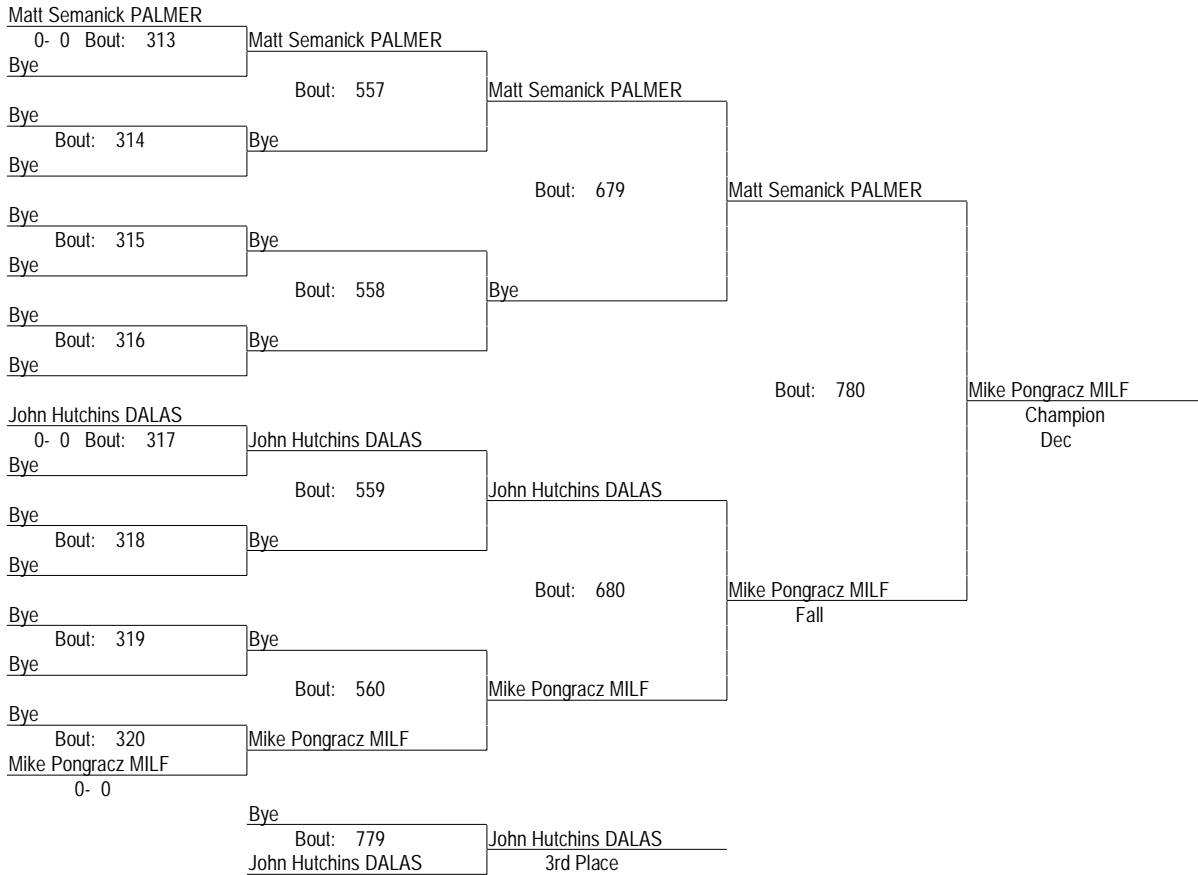 Matt Semanick PALMER
0- 0 Bout: 313
Matt Semanick PALMER
Bye
Bout: 557
Matt Semanick PALMER
Bye
Bout: 314
Bye
Bye
Bout: 679
Matt Semanick PALMER
Bye
Bout: 315
Bye
Bye
Bout: 558
Bye
Bye
Bout: 316
Bye
Bye
Bout: 780
Mike Pongracz MILF
Champion
Dec
John Hutchins DALAS
0- 0 Bout: 317
John Hutchins DALAS
Bye
Bout: 559
John Hutchins DALAS
Bye
Bout: 318
Bye
Bye
Bout: 680
Mike Pongracz MILF
Fall
Bye
Bout: 319
Bye
Bye
Bout: 560
Mike Pongracz MILF
Bye
Bout: 320
Mike Pongracz MILF
Mike Pongracz MILF
0- 0
Bye
Bout: 779
John Hutchins DALAS
John Hutchins DALAS
3rd Place